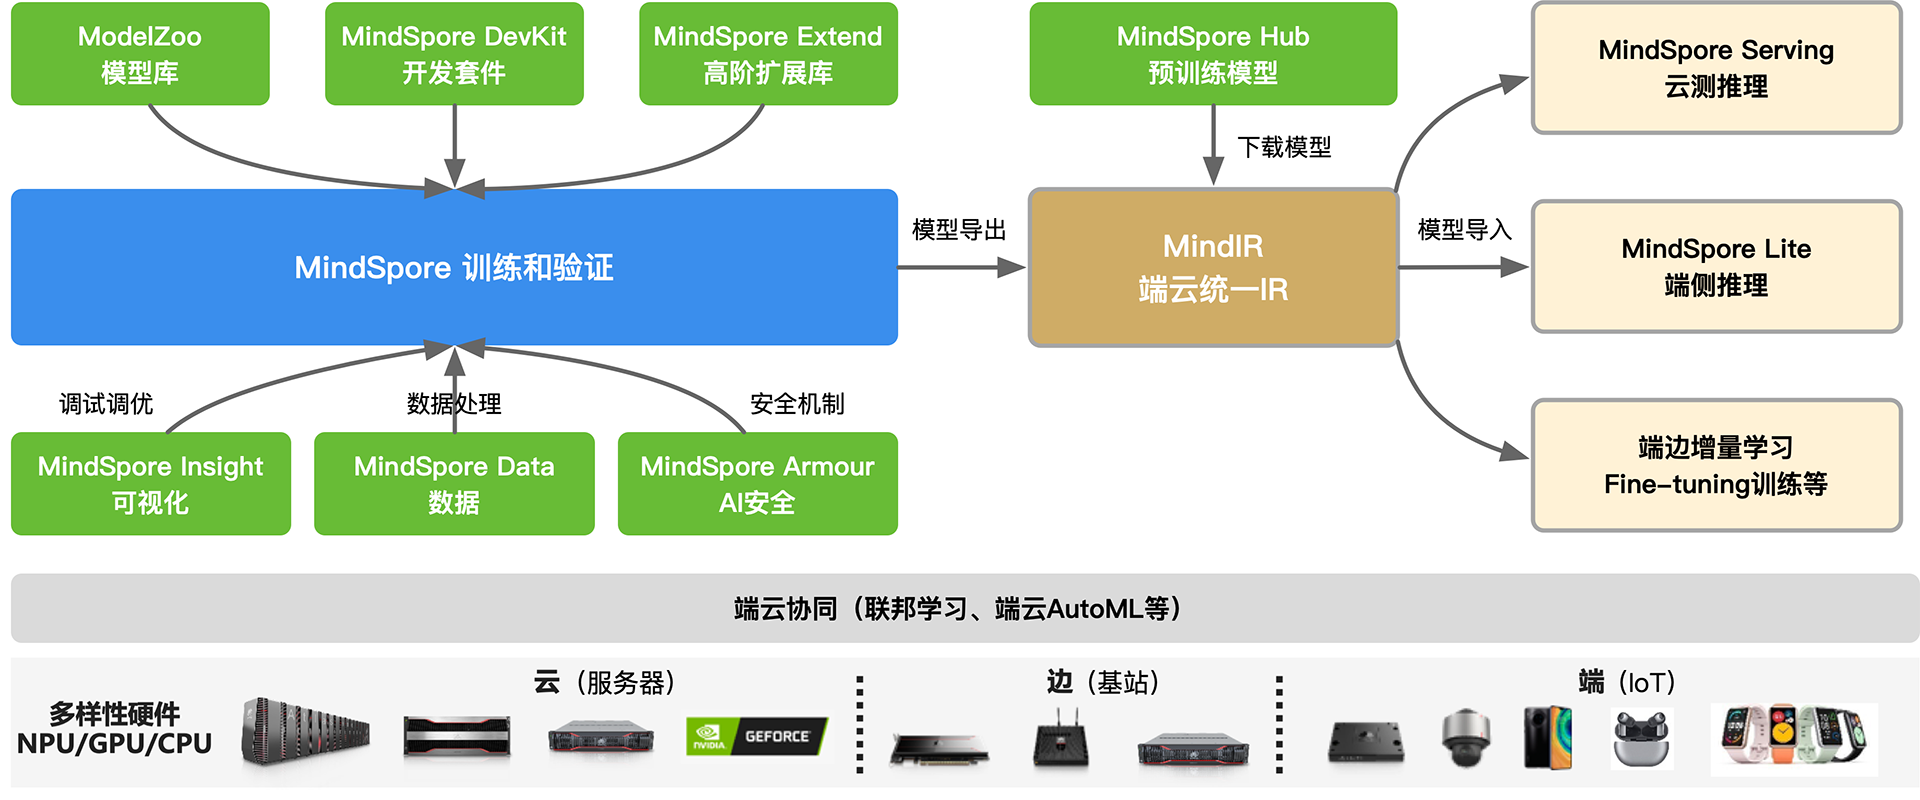 ModelZoo
模型库
MindSpore DevKit
开发套件
MindSpore Extend
高阶扩展库
MindSpore Hub
预训练模型
MindSpore Serving
云测推理
下载模型
MindSpore 训练和验证
模型导出
MindIR
端云统一IR
模型导入
MindSpore Lite
端侧推理
调试调优
数据处理
安全机制
MindSpore Insight
可视化
MindSpore Data
数据
MindSpore Armour
AI安全
端边增量学习
Fine-tuning训练等
端云协同（联邦学习、端云AutoML等）
多样性硬件
NPU/GPU/CPU
云（服务器）
NVIDIA.
GEFORCE
边（基站）
端（IoT）